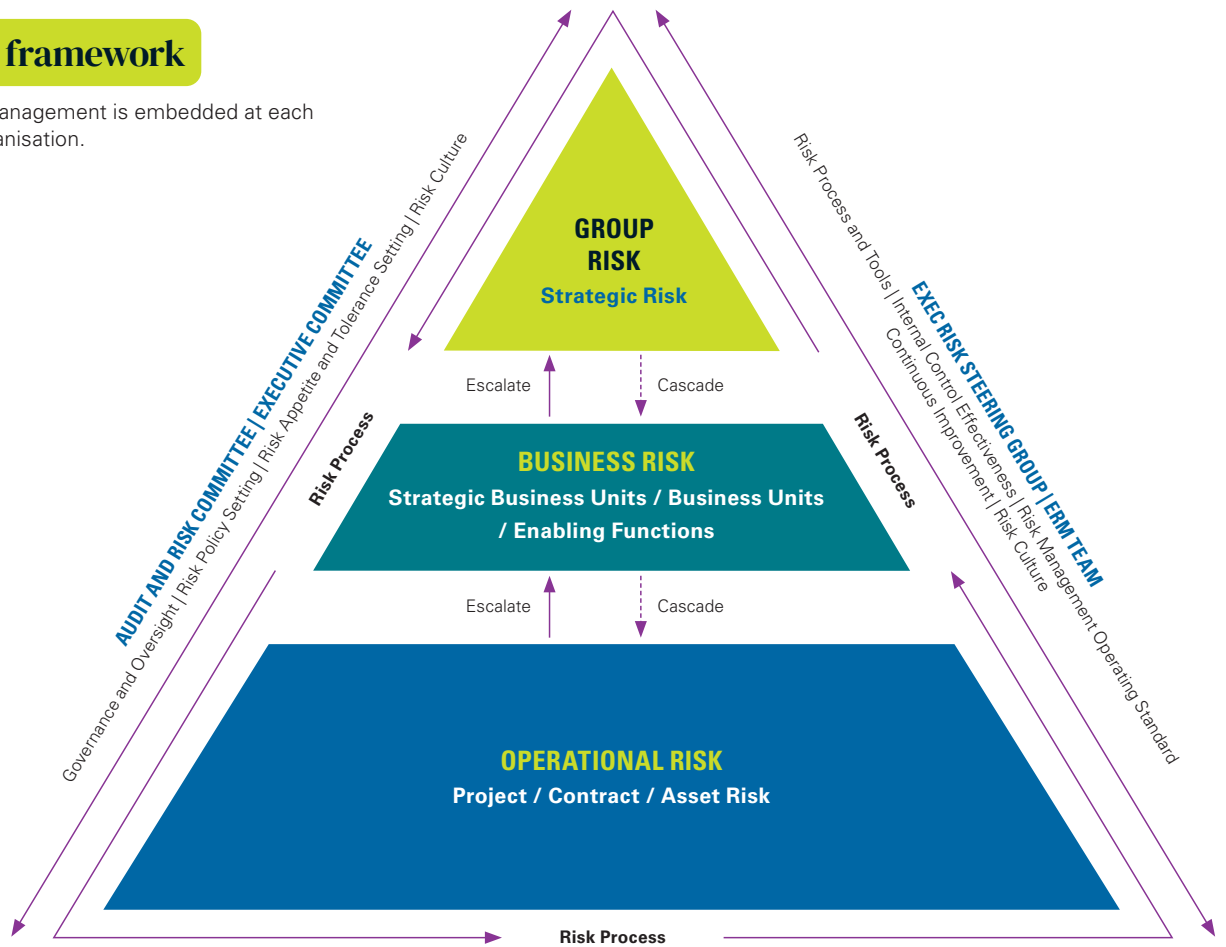 framework
anagement is embedded at each
anisation.
AUDIT AND RISK COMMITTEE | EXECUTIVE COMMITTEE
Governance and Oversight | Risk Policy Setting | Risk Appetite and Tolerance Setting | Risk Culture
EXEC RISK STEERING GROUP | ERM TEAM
Risk Process and Tools | Internal Control Effectiveness | Risk Management Operating Standard
Continuous Improvement | Risk Culture
GROUP
RISK
Strategic Risk
Escalate
Cascade
Risk Process
Risk Process
BUSINESS RISK
Strategic Business Units / Business Units
/ Enabling Functions
Escalate
Cascade
OPERATIONAL RISK
Project / Contract / Asset Risk
Risk Process